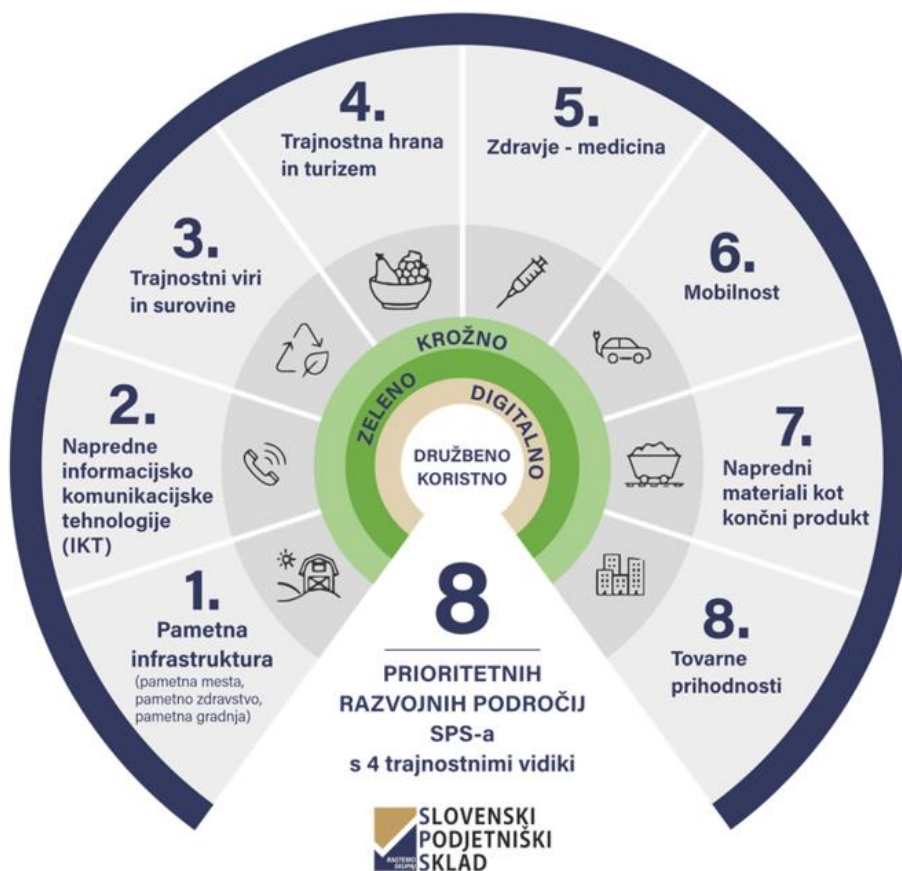 1.
Pametna
infrastruktura
(pametna mesta,
pametno zdravstvo,
pametna gradnja)
2.
Napredne
informacijsko
komunikacijske
tehnologije
(IKT)
3.
Trajnostni viri
in surovine
4.
Trajnostna hrana
in turizem
5.
Zdravje - medicina
6.
Mobilnost
7.
Napredni
materiali kot
končni produkt
8.
Tovarne
prihodnosti
KROŽNO
ZELENO
DIGITALNO
DRUŽBENO
KORISTNO
8
PRIORITETNIH
RAZVOJNIH PODROČIJ
SPS-a
s 4 trajnostnimi vidiki
RASTEMO
SKUPAJ
SLOVENSKI
PODJETNIŠKI
SKLAD